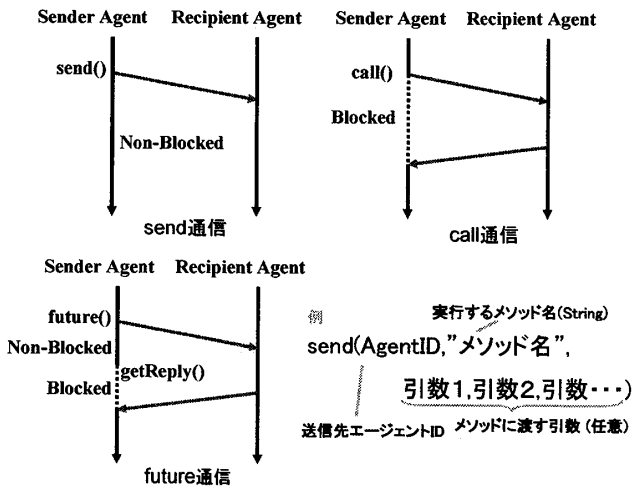 Sender Agent Recipient Agent
send()
Non-Blocked
send通信
Sender Agent Recipient Agent
call()
Blocked
call通信
Sender Agent Recipient Agent
future()
Non-Blocked
getReply()
Blocked
future通信
例
実行するメソッド名(String)
send(AgentID,”メソッド名”,
引数1,引数2,引数・・・)
送信先エージェントID メソッドに渡す引数(任意)